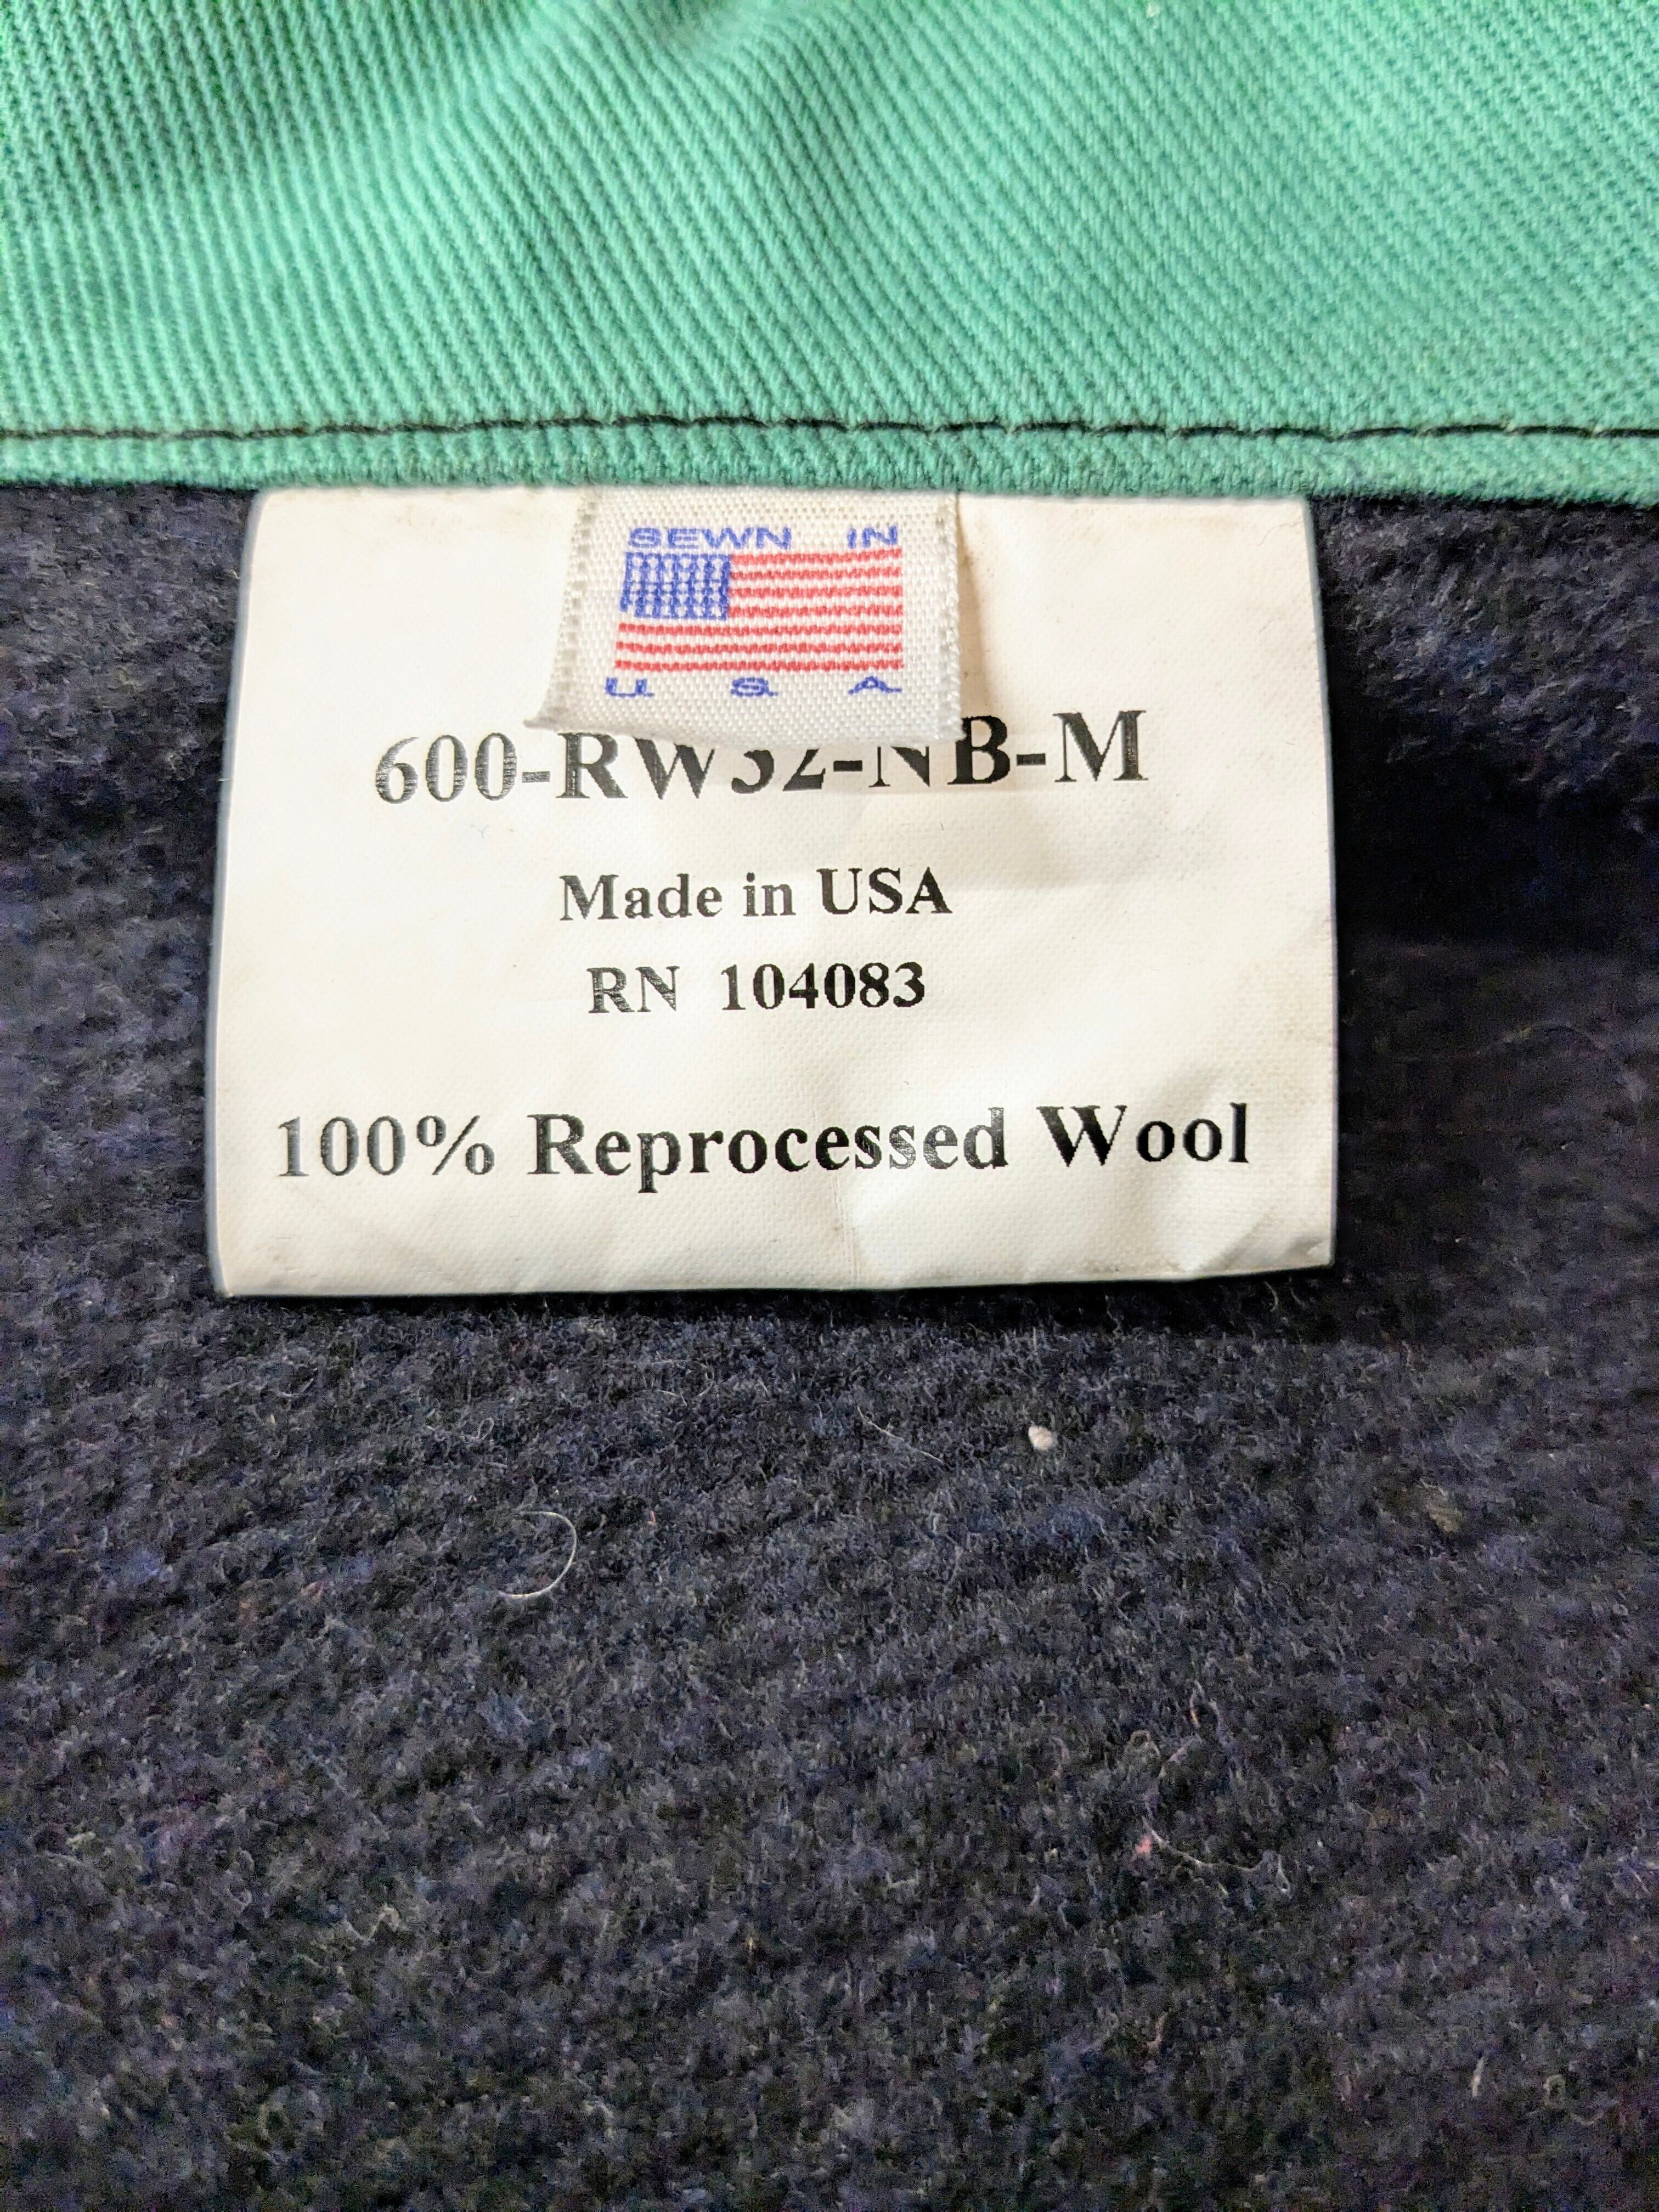 SEWN IN
U S A
600-RW32-NB-M
Made in USA
RN 104083
100% Reprocessed Wool